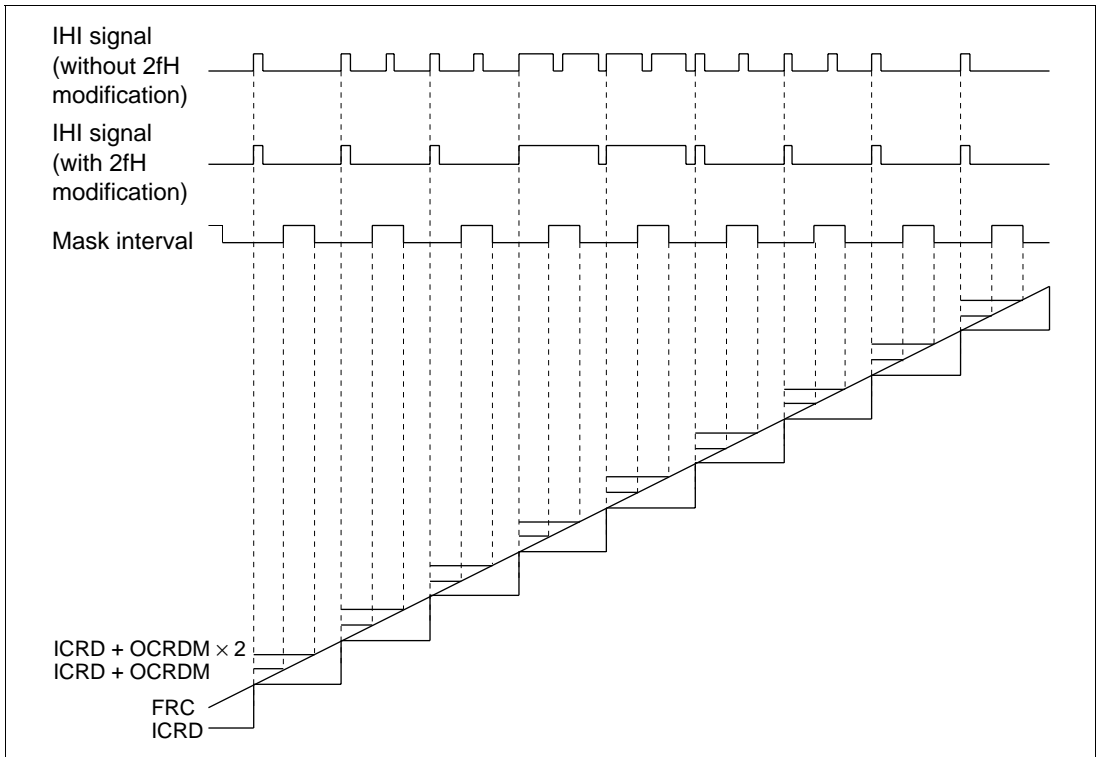 IHI signal
(without 2fH
modification)
IHI signal
(with 2fH
modification)
Mask interval
ICRD + OCRDM × 2
ICRD + OCRDM
FRC
ICRD